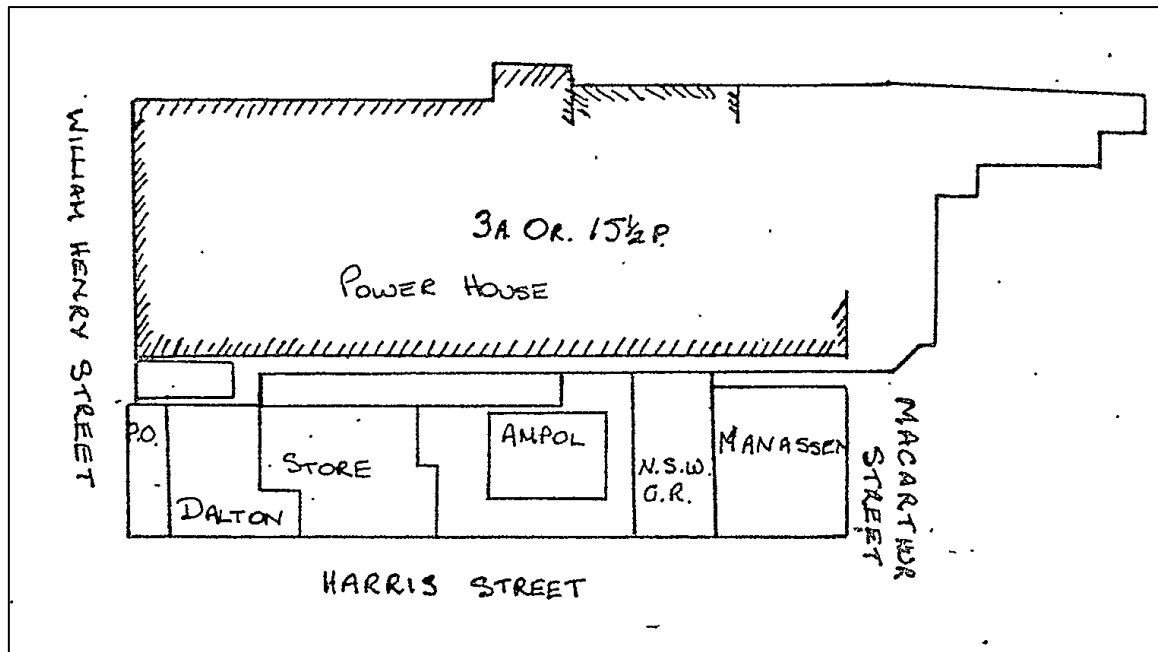 WILLIAM HENRY STREET
3A 0R. 15½P.
POWER HOUSE
P.O.
DALTON
STORE
AMPOL
N.S.W.
G.R.
MANASSEN
MACARTHUR
STREET
HARRIS STREET